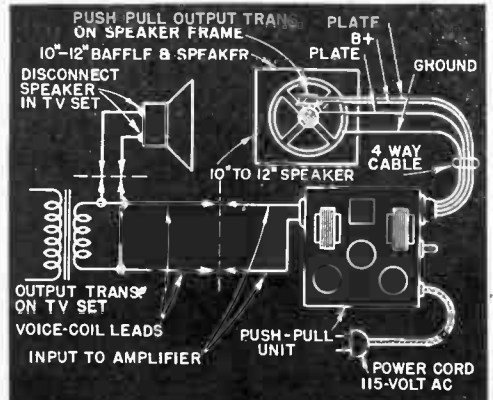 PUSH PULL OUTPUT TRANS
ON SPEAKER FRAME
10"-12" BAFFLE & SPEAKER
DISCONNECT
SPEAKER
IN TV SET
PLATE
B+
PLATE
GROUND
4 WAY
CABLE
10" TO 12" SPEAKER
OUTPUT TRANS
ON TV SET
VOICE-COIL LEADS
INPUT TO AMPLIFIER
PUSH-PULL
UNIT
POWER CORD
115-VOLT AC